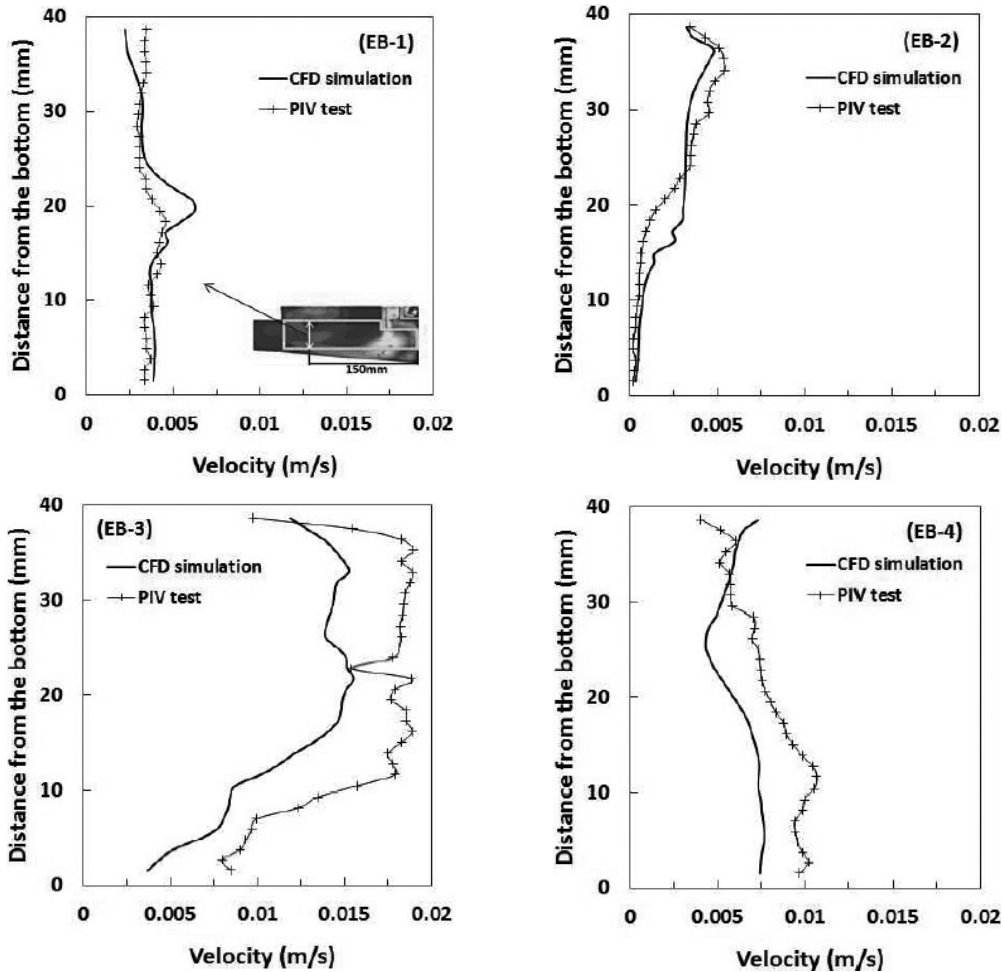 40
30
20
10
0
Distance from the bottom (mm)
(EB-1)
CFD simulation
PIV test
150mm
0 0.005 0.01 0.015 0.02
Velocity (m/s)
40
30
20
10
0
Distance from the bottom (mm)
(EB-2)
CFD simulation
PIV test
0 0.005 0.01 0.015 0.02
Velocity (m/s)
40
30
20
10
0
Distance from the bottom (mm)
(EB-3)
CFD simulation
PIV test
0 0.005 0.01 0.015 0.02
Velocity (m/s)
40
30
20
10
0
Distance from the bottom (mm)
(EB-4)
CFD simulation
PIV test
0 0.005 0.01 0.015 0.02
Velocity (m/s)